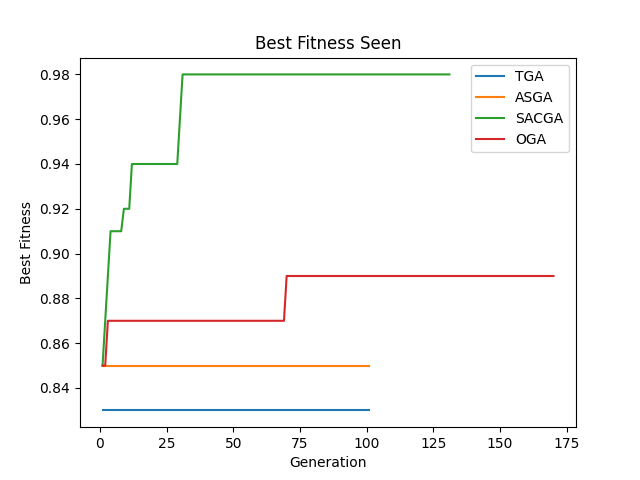 Best Fitness Seen
TGA
ASGA
SACGA
OGA
0.98
0.96
0.94
0.92
0.90
0.88
0.86
0.84
Best Fitness
0
25
50
75
100
125
150
175
Generation